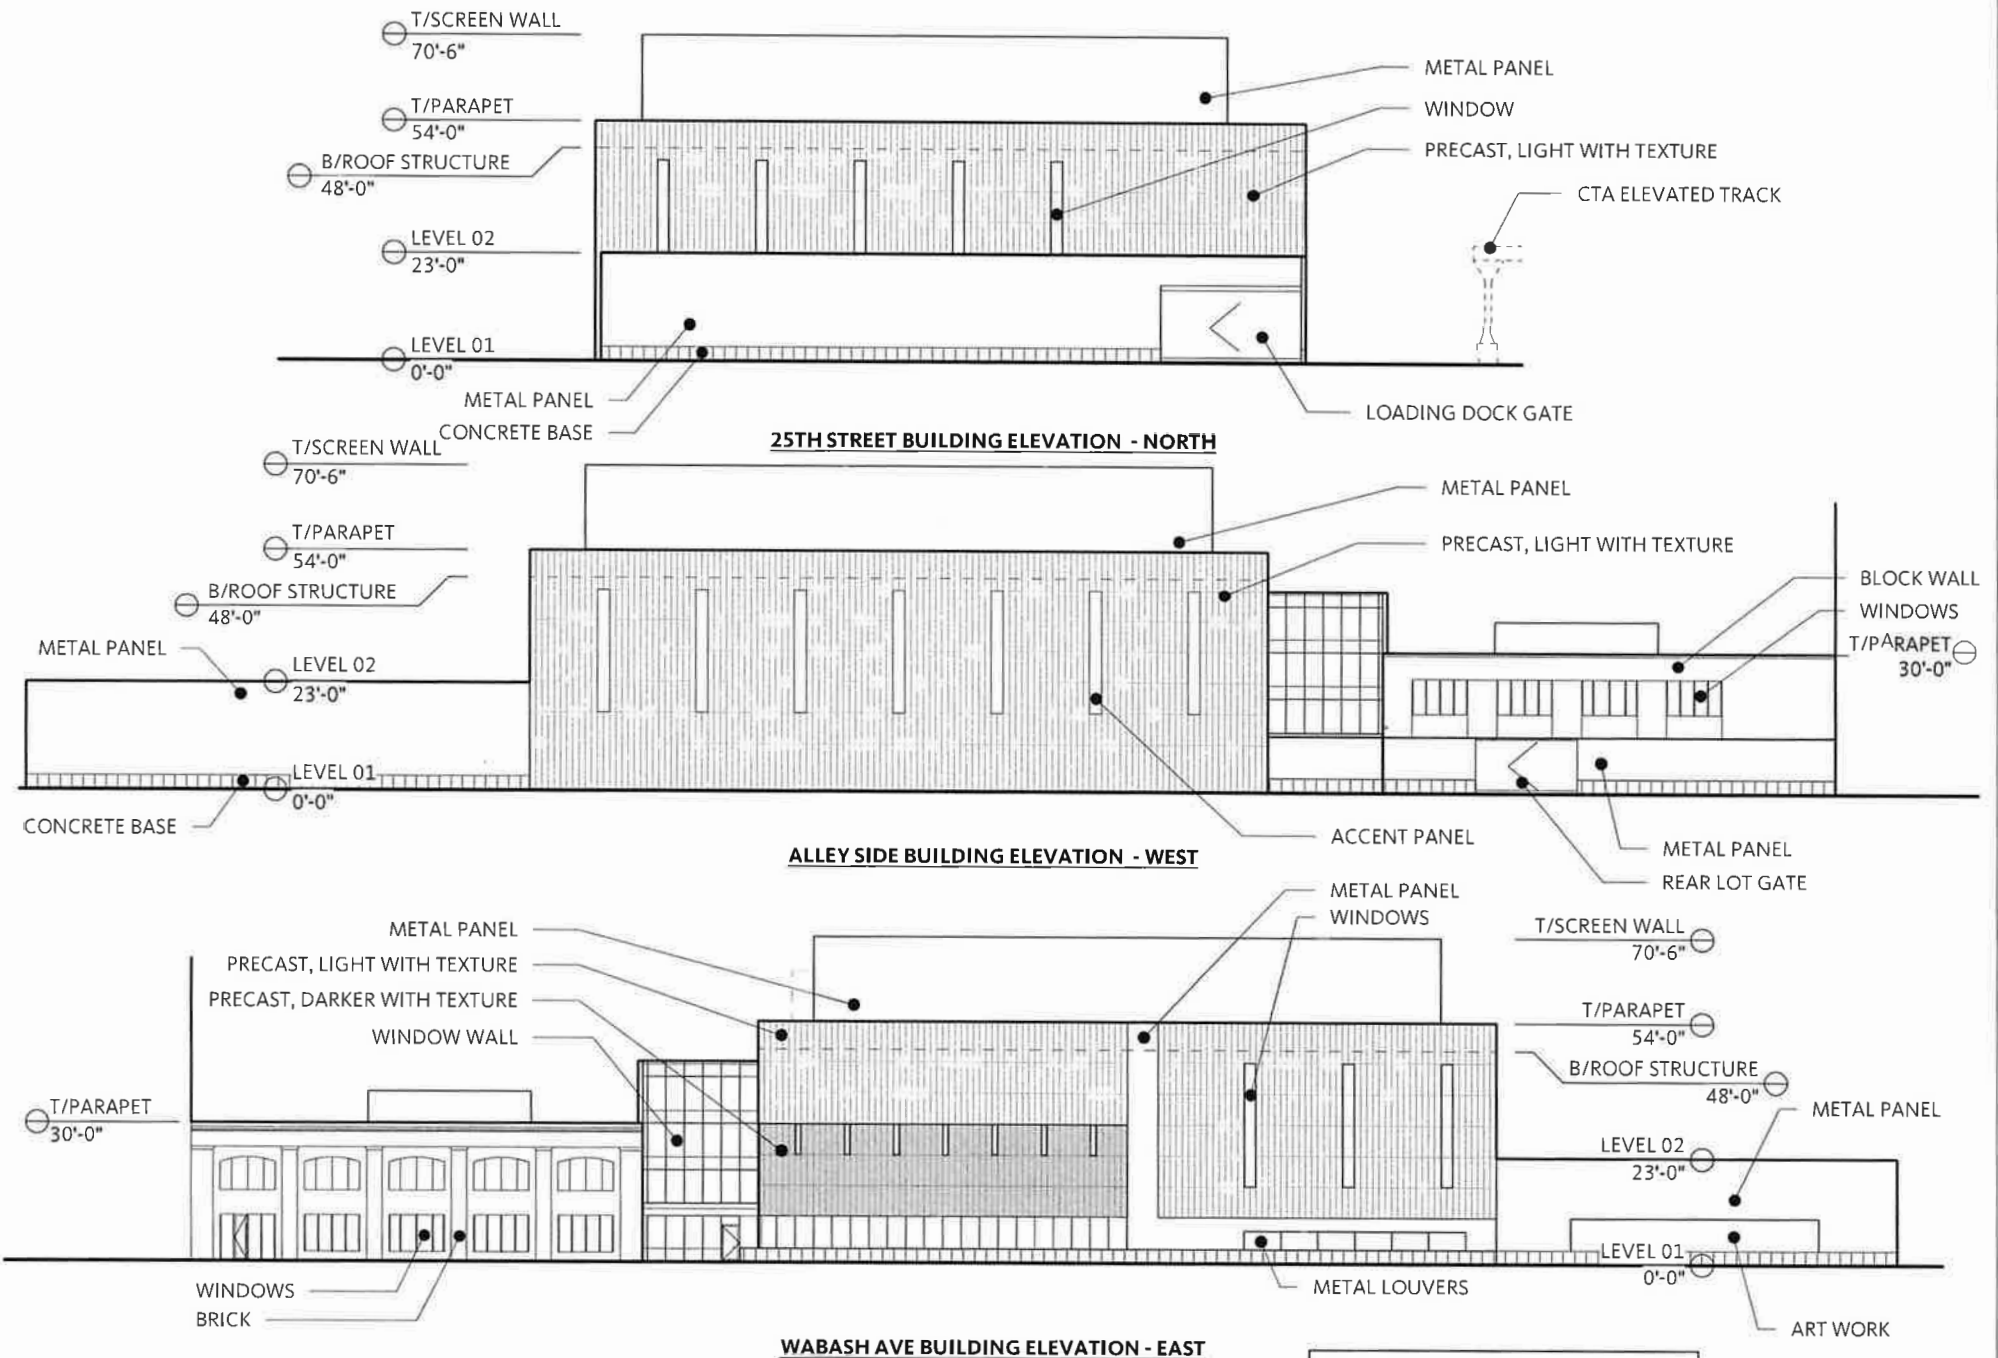 T/SCREEN WALL
70'-6"
T/PARAPET
54'-0"
B/ROOF STRUCTURE
48'-0"
LEVEL 02
23'-0"
LEVEL 01
0'-0"
METAL PANEL
CONCRETE BASE
METAL PANEL
WINDOW
PRECAST, LIGHT WITH TEXTURE
CTA ELEVATED TRACK
LOADING DOCK GATE
25TH STREET BUILDING ELEVATION - NORTH
T/SCREEN WALL
70'-6"
T/PARAPET
54'-0"
B/ROOF STRUCTURE
48'-0"
METAL PANEL
LEVEL 02
23'-0"
LEVEL 01
0'-0"
CONCRETE BASE
METAL PANEL
PRECAST, LIGHT WITH TEXTURE
BLOCK WALL
WINDOWS
T/PARAPET
30'-0"
ACCENT PANEL
METAL PANEL
REAR LOT GATE
ALLEY SIDE BUILDING ELEVATION - WEST
METAL PANEL
PRECAST, LIGHT WITH TEXTURE
PRECAST, DARKER WITH TEXTURE
WINDOW WALL
T/PARAPET
30'-0"
WINDOWS
BRICK
METAL PANEL
WINDOWS
T/SCREEN WALL
70'-6"
T/PARAPET
54'-0"
B/ROOF STRUCTURE
48'-0"
METAL PANEL
LEVEL 02
23'-0"
LEVEL 01
0'-0"
METAL LOUVERS
ART WORK
WABASH AVE BUILDING ELEVATION - EAST